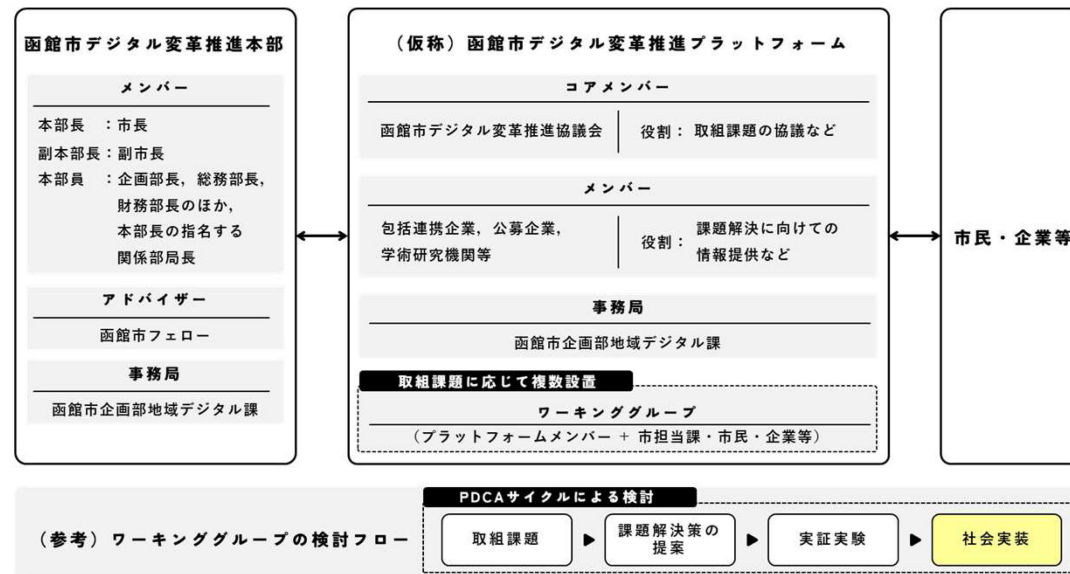 函館市デジタル変革推進本部
メンバー
本部長 ：市長
副本部長：副市長
本部員 ：企画部長，総務部長，
財務部長のほか，
本部長の指名する
関係部局長
アドバイザー
函館市フェロー
事務局
函館市企画部地域デジタル課
（仮称）函館市デジタル変革推進プラットフォーム
コアメンバー
函館市デジタル変革推進協議会
役割： 取組課題の協議など
メンバー
包括連携企業，公募企業，
学術研究機関等
役割： 課題解決に向けての
情報提供など
事務局
函館市企画部地域デジタル課
取組課題に応じて複数設置
ワーキンググループ
（プラットフォームメンバー + 市担当課・市民・企業等）
市民・企業等
（参考）ワーキンググループの検討フロー
PDCAサイクルによる検討
取組課題
課題解決策の
提案
実証実験
社会実装